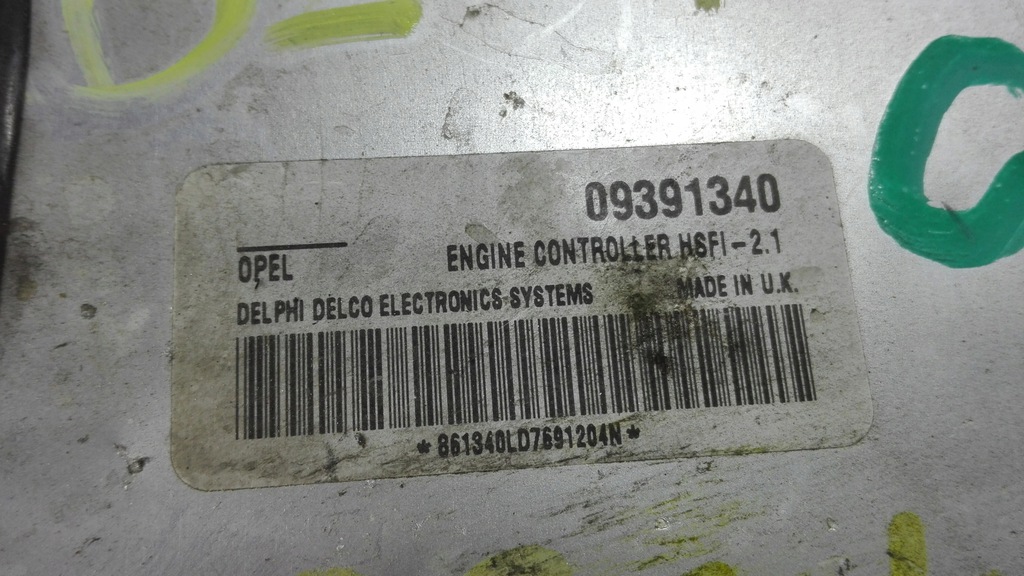 09391340
OPEL ENGINE CONTROLLER HSFI-2.1
DELPHI DELCO ELECTRONICS SYSTEMS MADE IN U.K.
*861340LD7691204N*